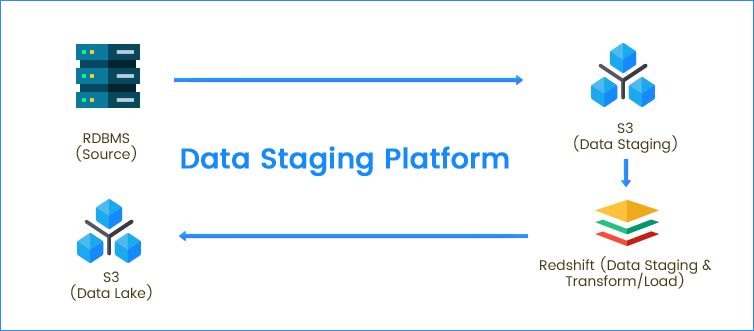 RDBMS
(Source)
S3
(Data Staging)
Data Staging Platform
S3
(Data Lake)
Redshift (Data Staging &
Transform/Load)